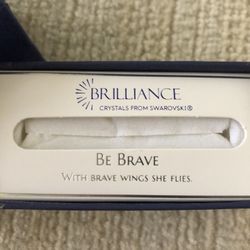 BRILLIANCE
CRYSTALS FROM SWAROVSKI®
BE BRAVE
WITH BRAVE WINGS SHE FLIES.